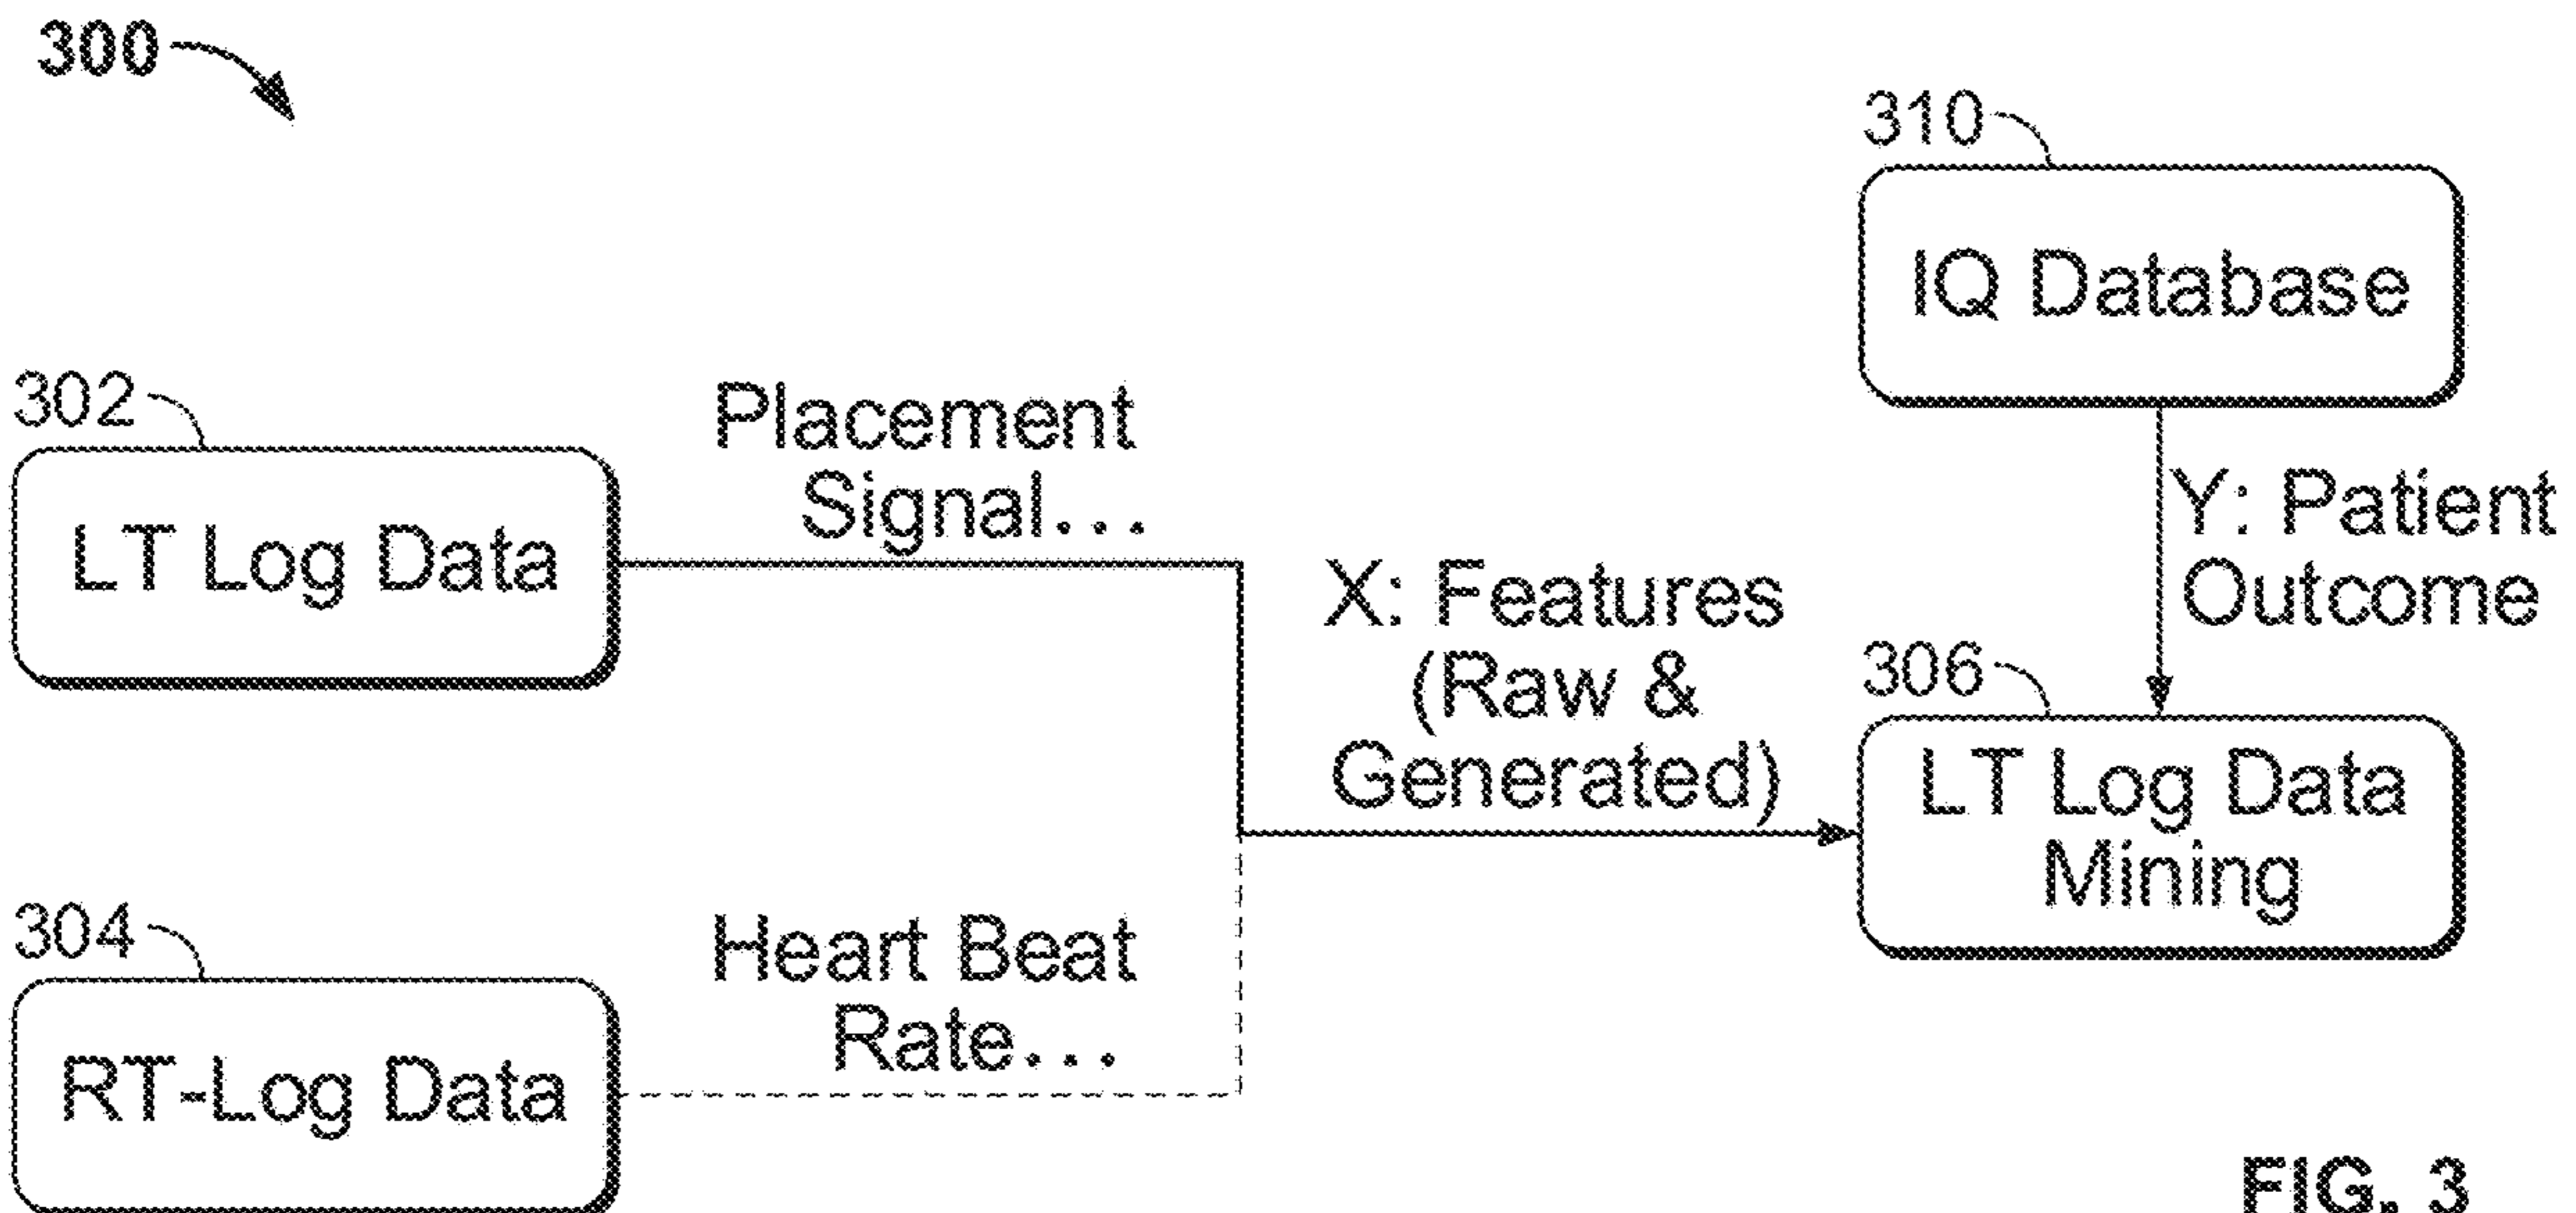 300
310
IQ Database
302
LT Log Data
Placement
Signal...
Y: Patient
Outcome
X: Features
(Raw &
Generated)
306
LT Log Data
Mining
304
RT-Log Data
Heart Beat
Rate...
FIG. 3